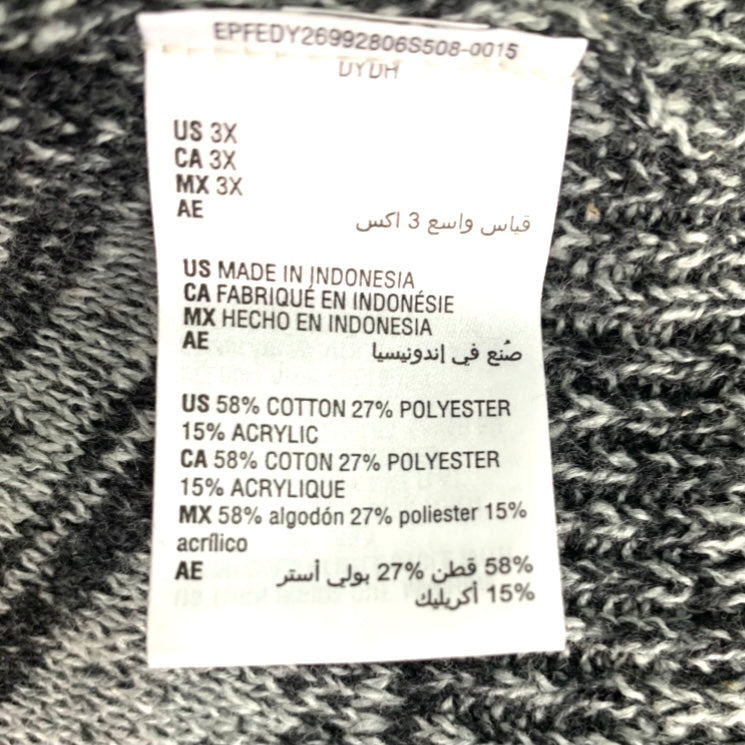 EPFEDY26992806S508-0015
US 3X
CA 3X
MX 3X
AE
قياس واسع 3 اكس
US MADE IN INDONESIA
CA FABRIQUÉ EN INDONÉSIE
MX HECHO EN INDONESIA
AE
صُنع في إندونيسيا
US 58% COTTON 27% POLYESTER
15% ACRYLIC
CA 58% COTON 27% POLYESTER
15% ACRYLIQUE
MX 58% algodón 27% poliester 15%
acrílico
AE 58% قطن 27% بولي أستر
15% أكريليك